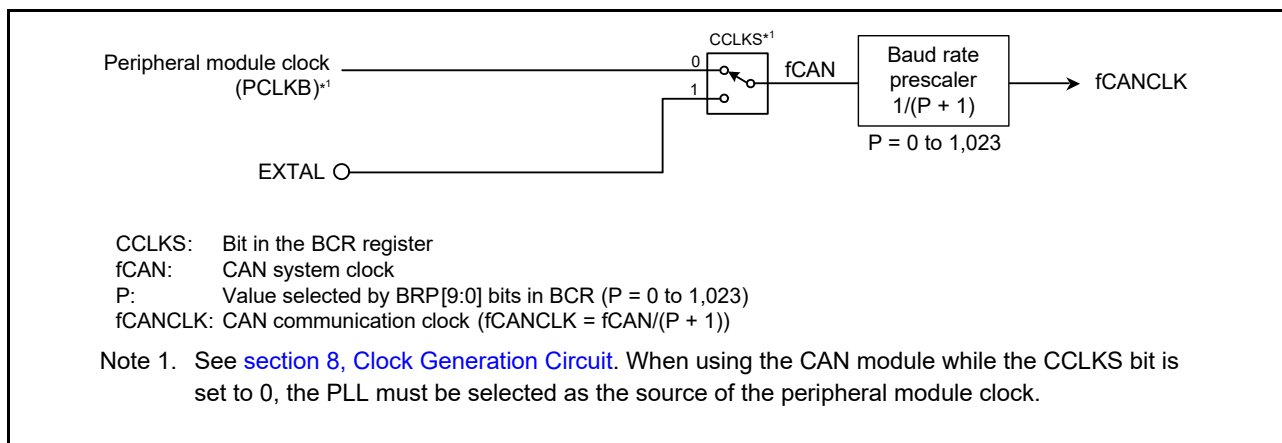 CCLKS*1
Peripheral module clock
(PCLKB)*1
0
1
fCAN
Baud rate
prescaler
1/(P + 1)
fCANCLK
P = 0 to 1,023
EXTAL
CCLKS: Bit in the BCR register
fCAN: CAN system clock
P: Value selected by BRP[9:0] bits in BCR (P = 0 to 1,023)
fCANCLK: CAN communication clock (fCANCLK = fCAN/(P + 1))
Note 1. See section 8, Clock Generation Circuit. When using the CAN module while the CCLKS bit is
set to 0, the PLL must be selected as the source of the peripheral module clock.